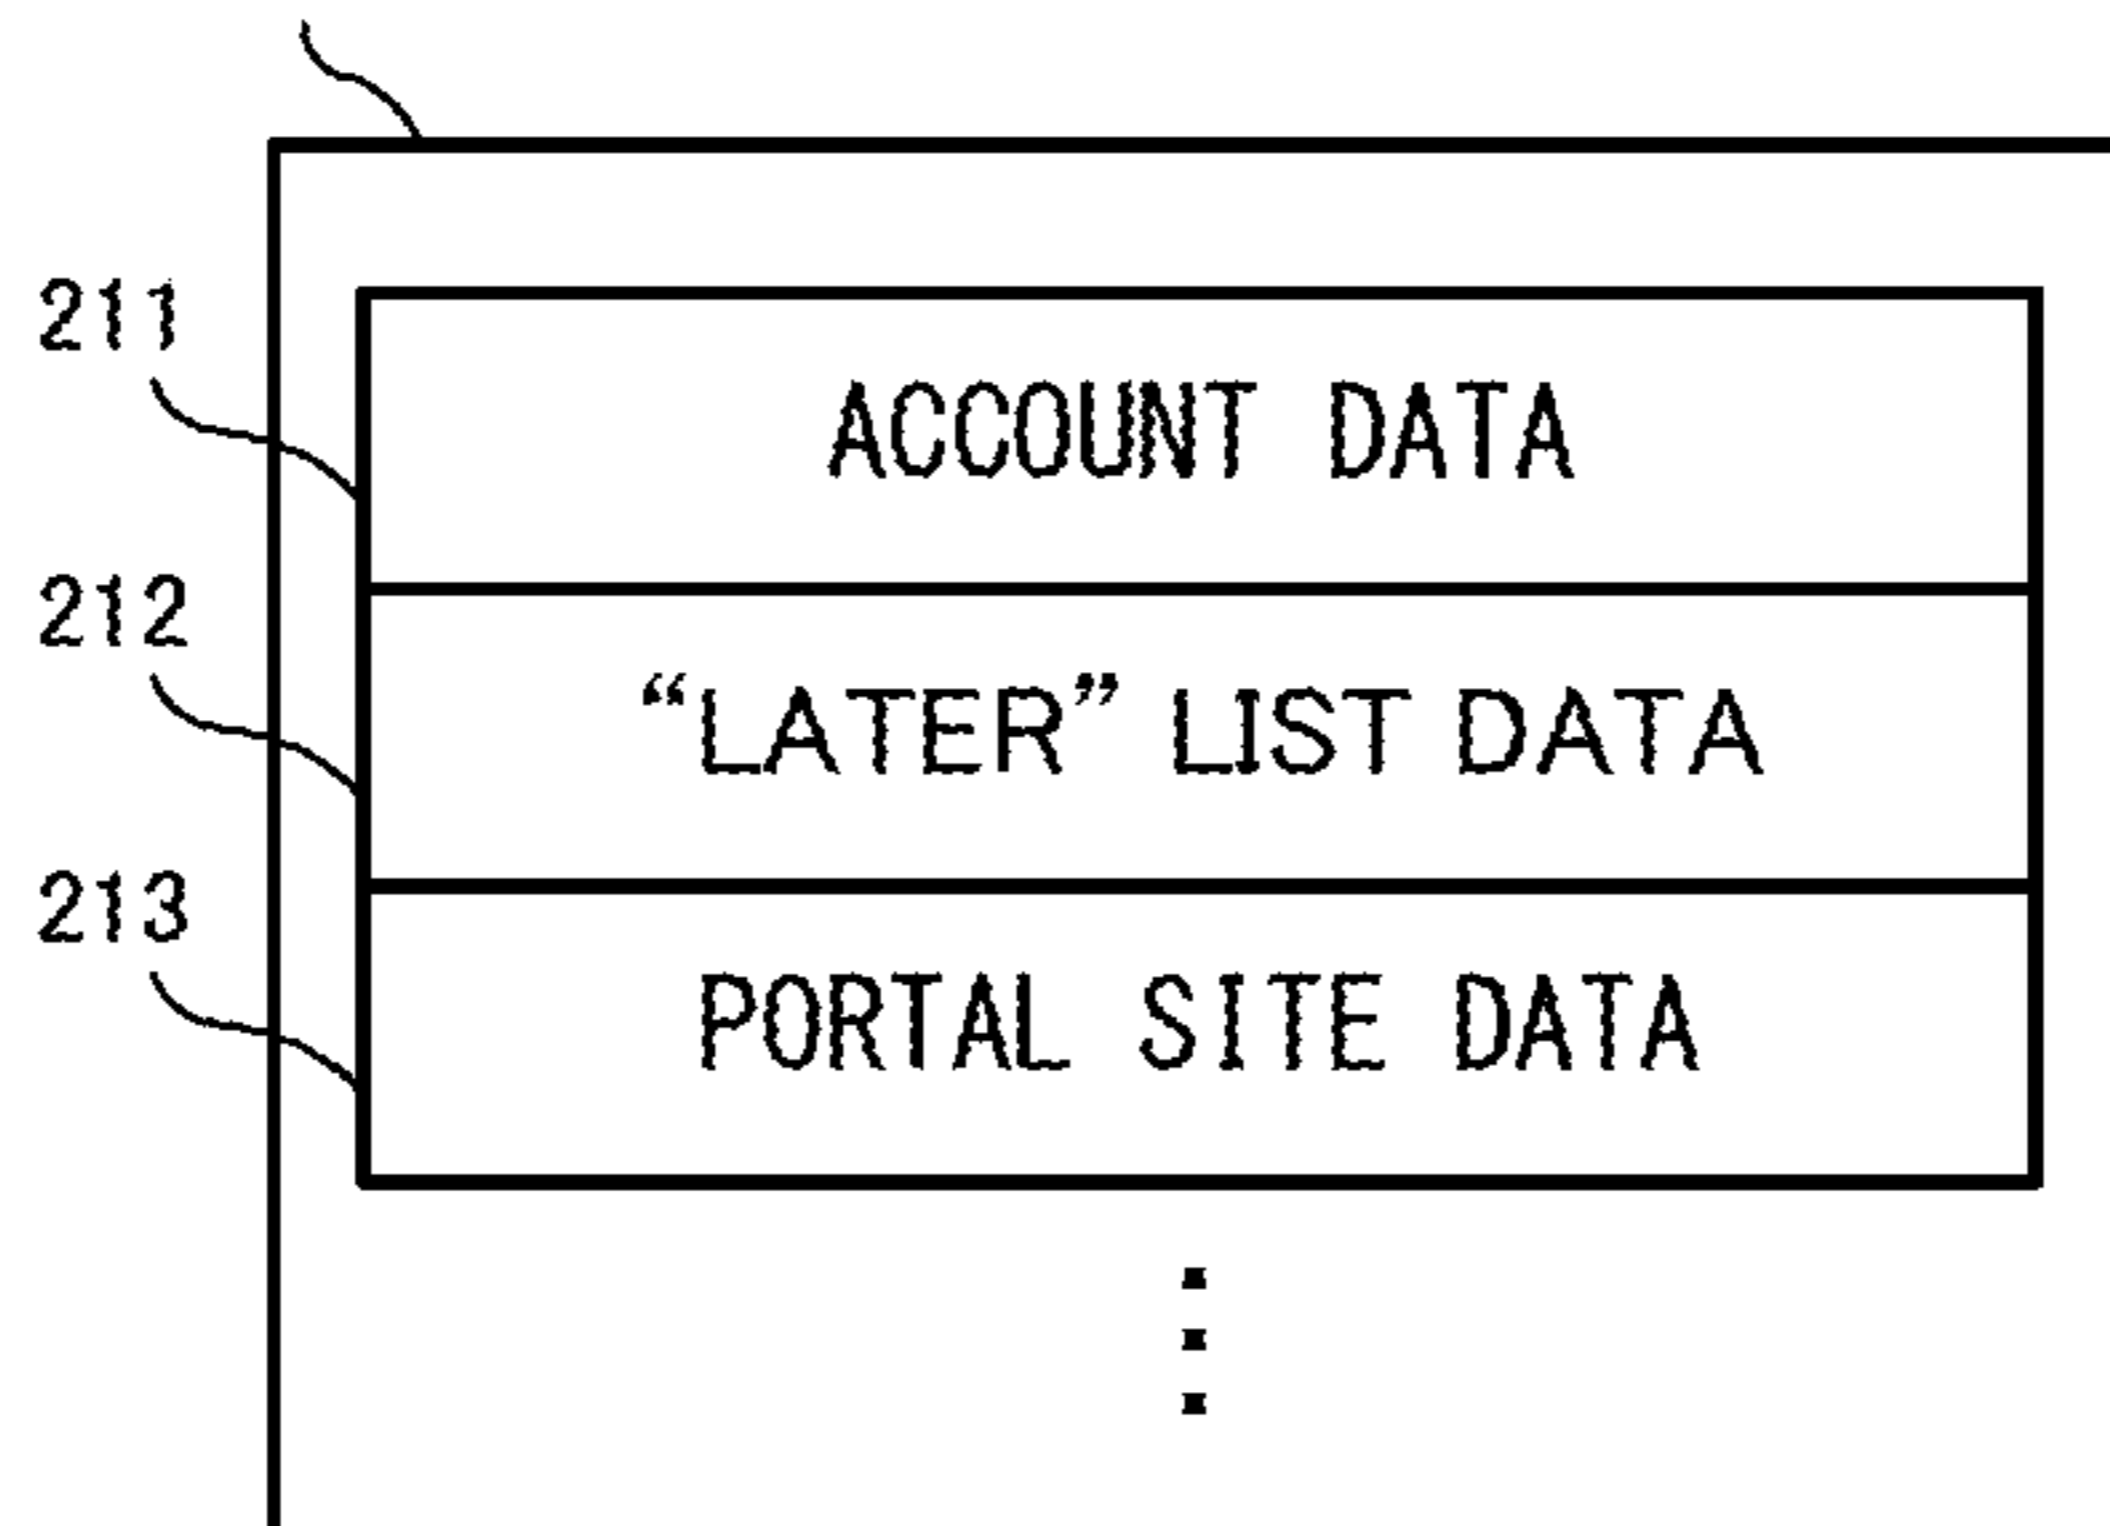 211
ACCOUNT DATA
212
“LATER” LIST DATA
213
PORTAL SITE DATA